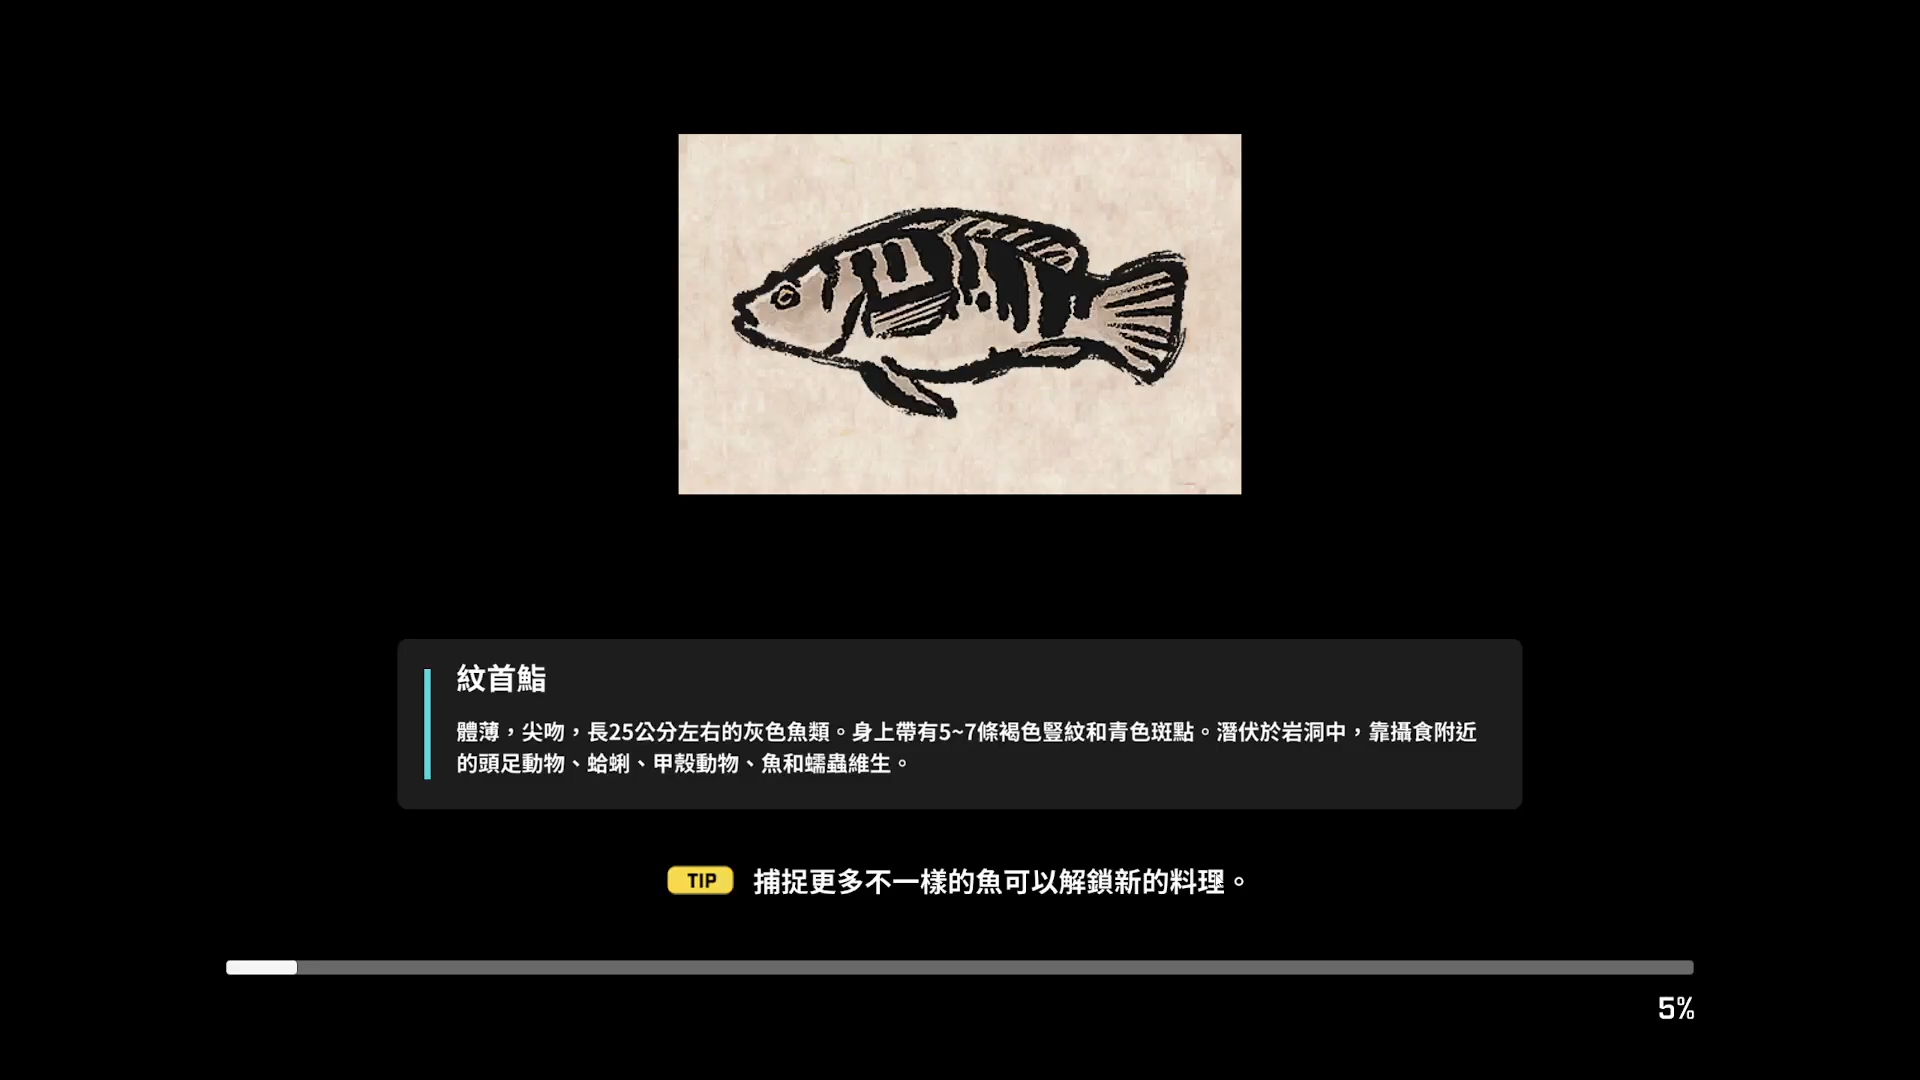 紋首鮨
體薄，尖吻，長25公分左右的灰色魚類。身上帶有5~7條褐色豎紋和青色斑點。潛伏於岩洞中，靠攝食附近
的頭足動物、蛤蜊、甲殼動物、魚和蠕蟲維生。
TIP 捕捉更多不一樣的魚可以解鎖新的料理。
5%